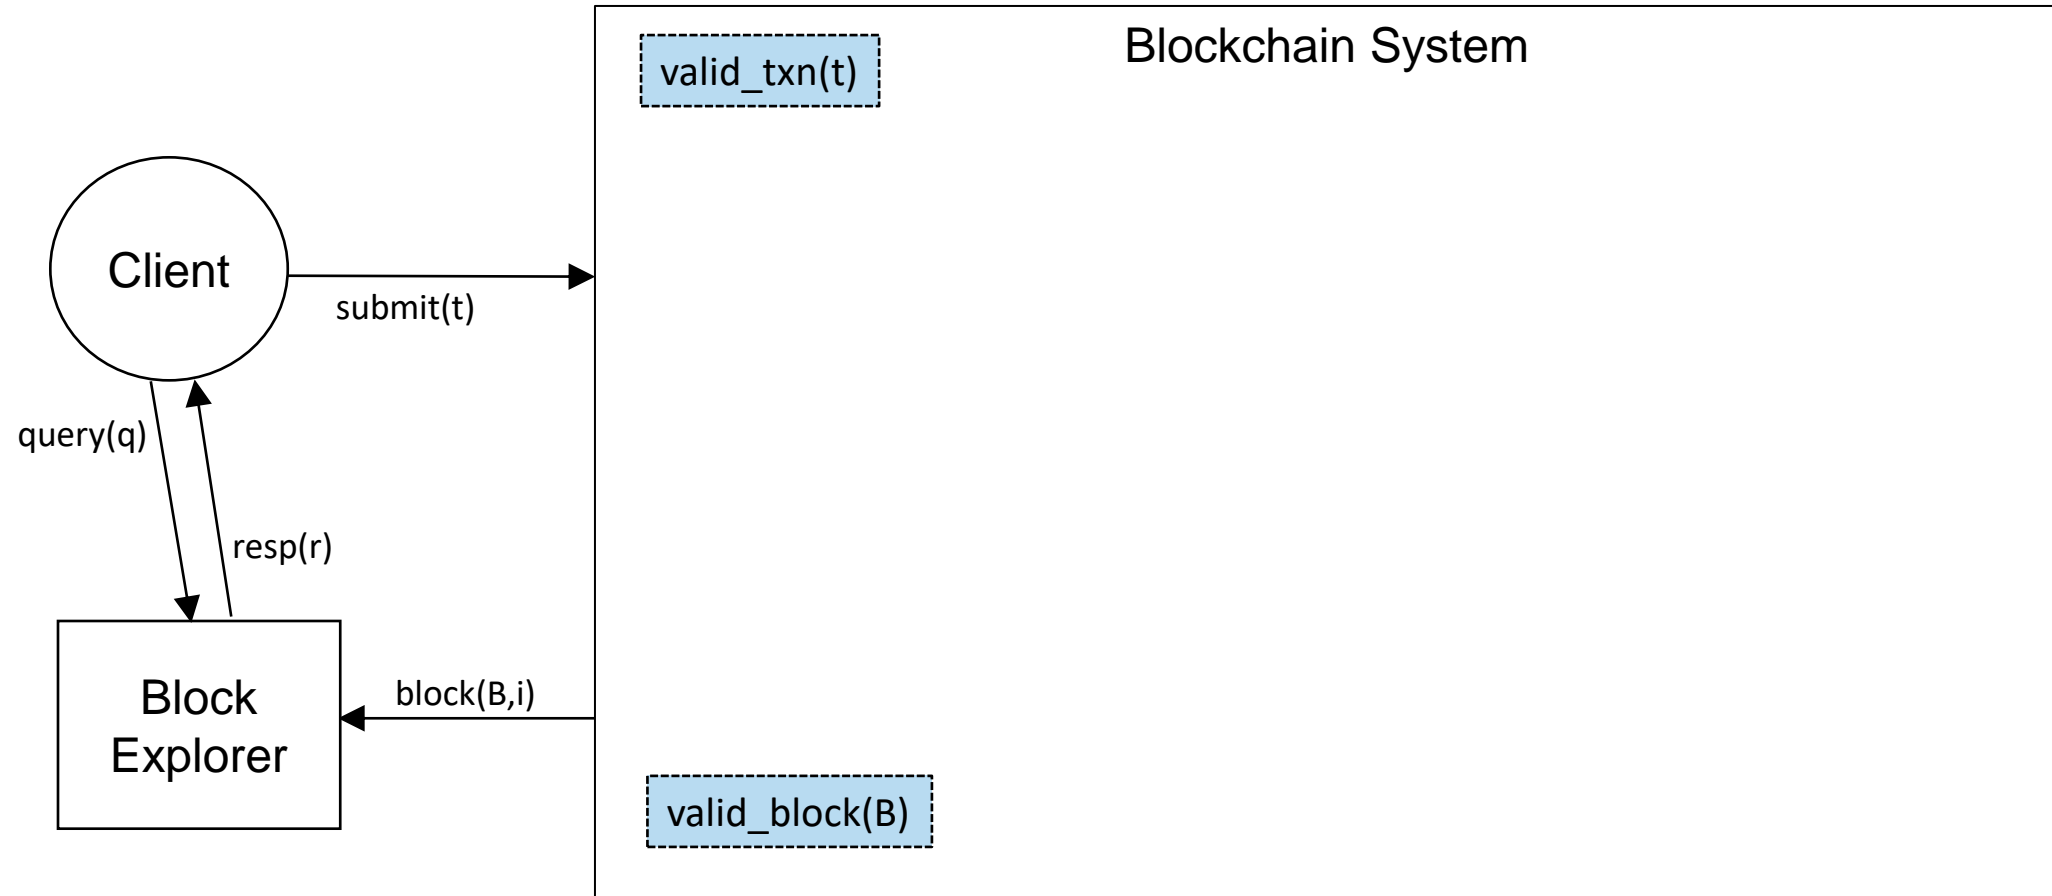 Blockchain System
valid_txn(t)
Client
submit(t)
query(q)
resp(r)
Block
Explorer
block(B,i)
valid_block(B)